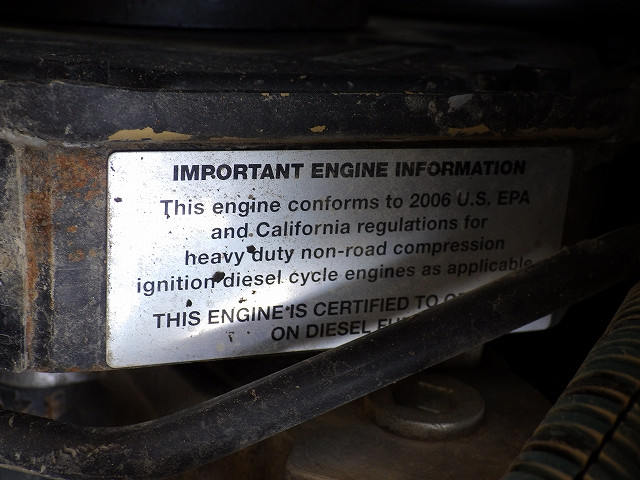 IMPORTANT ENGINE INFORMATION
This engine conforms to 2006 U.S. EPA
and California regulations for
heavy duty non-road compression
ignition diesel cycle engines as applicable
THIS ENGINE IS CERTIFIED TO
ON DIESEL